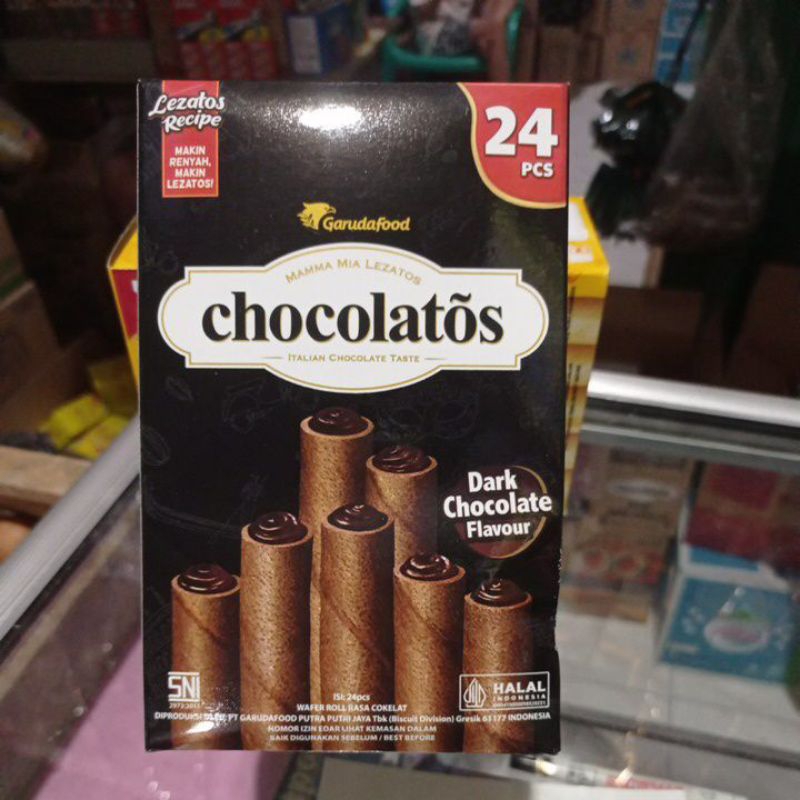 Lezatos
Recipe
MAKIN
RENYAH,
MAKIN
LEZATOS!
24
PCS
Garudafood
MAMMA MIA LEZATOS
chocolatõs
ITALIAN CHOCOLATE TASTE
Dark
Chocolate
Flavour
SNI
HALAL
INDONESIA
ISI: 24pcs
WAFER ROLL RASA COKELAT
DIPRODUKSI OLEH: PT GARUDAFOOD PUTRA PUTRI JAYA Tbk (Biscuit Division) Gresik 61177 INDONESIA
NOMOR IZIN EDAR LIHAT KEMASAN DALAM
BAIK DIGUNAKAN SEBELUM / BEST BEFORE